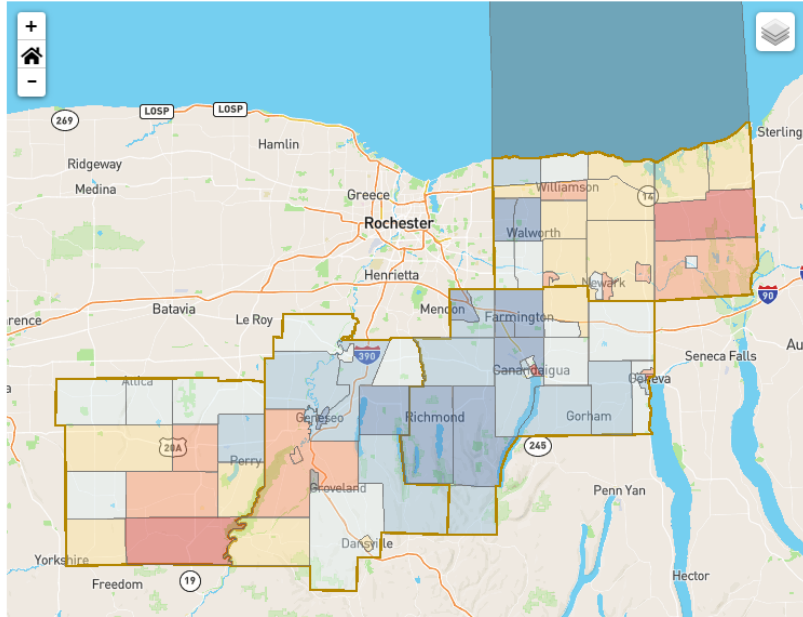 +
−
LOSP
LOSP
269
Hamlin
Sterling
Ridgeway
Medina
Williamson
Greece
14
Rochester
Walworth
Henrietta
Newark
90
Batavia
Mendon
Farmington
Le Roy
390
Seneca Falls
Attica
Canandaigua
Geneva
Geneseo
Richmond
Gorham
20A
245
Perry
Groveland
Penn Yan
Dansville
Yorkshire
Freedom
19
Hector